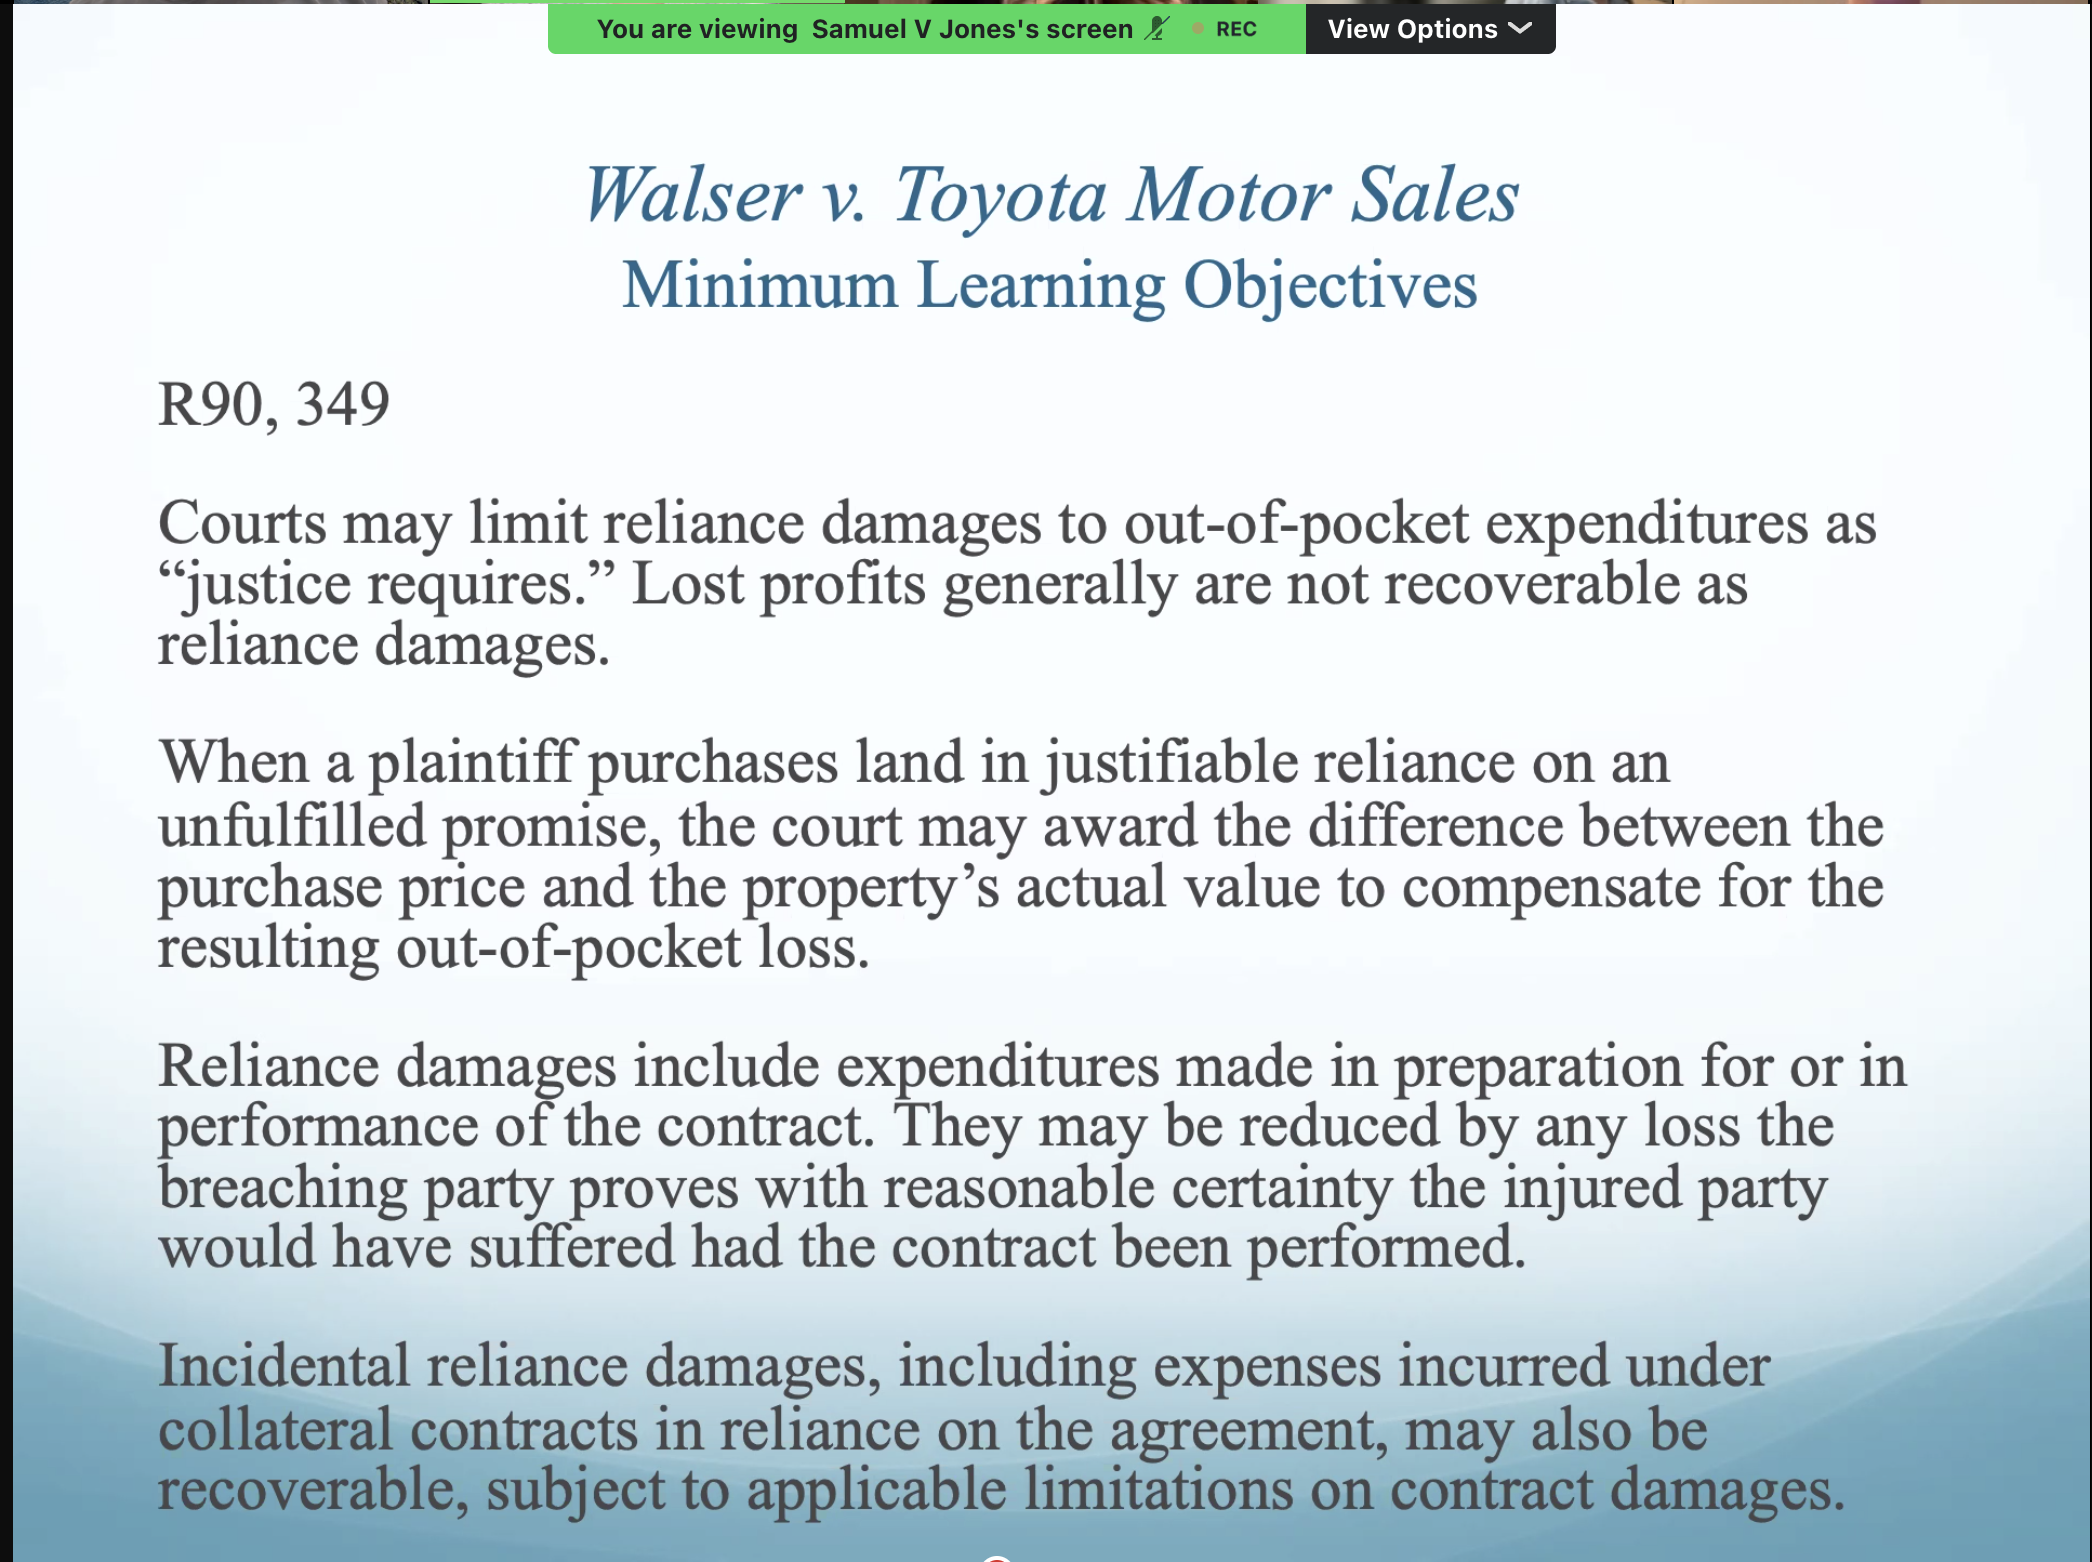 You are viewing Samuel V Jones's screen REC View Options
Walser v. Toyota Motor Sales
Minimum Learning Objectives
R90, 349
Courts may limit reliance damages to out-of-pocket expenditures as
“justice requires.” Lost profits generally are not recoverable as
reliance damages.
When a plaintiff purchases land in justifiable reliance on an
unfulfilled promise, the court may award the difference between the
purchase price and the property’s actual value to compensate for the
resulting out-of-pocket loss.
Reliance damages include expenditures made in preparation for or in
performance of the contract. They may be reduced by any loss the
breaching party proves with reasonable certainty the injured party
would have suffered had the contract been performed.
Incidental reliance damages, including expenses incurred under
collateral contracts in reliance on the agreement, may also be
recoverable, subject to applicable limitations on contract damages.